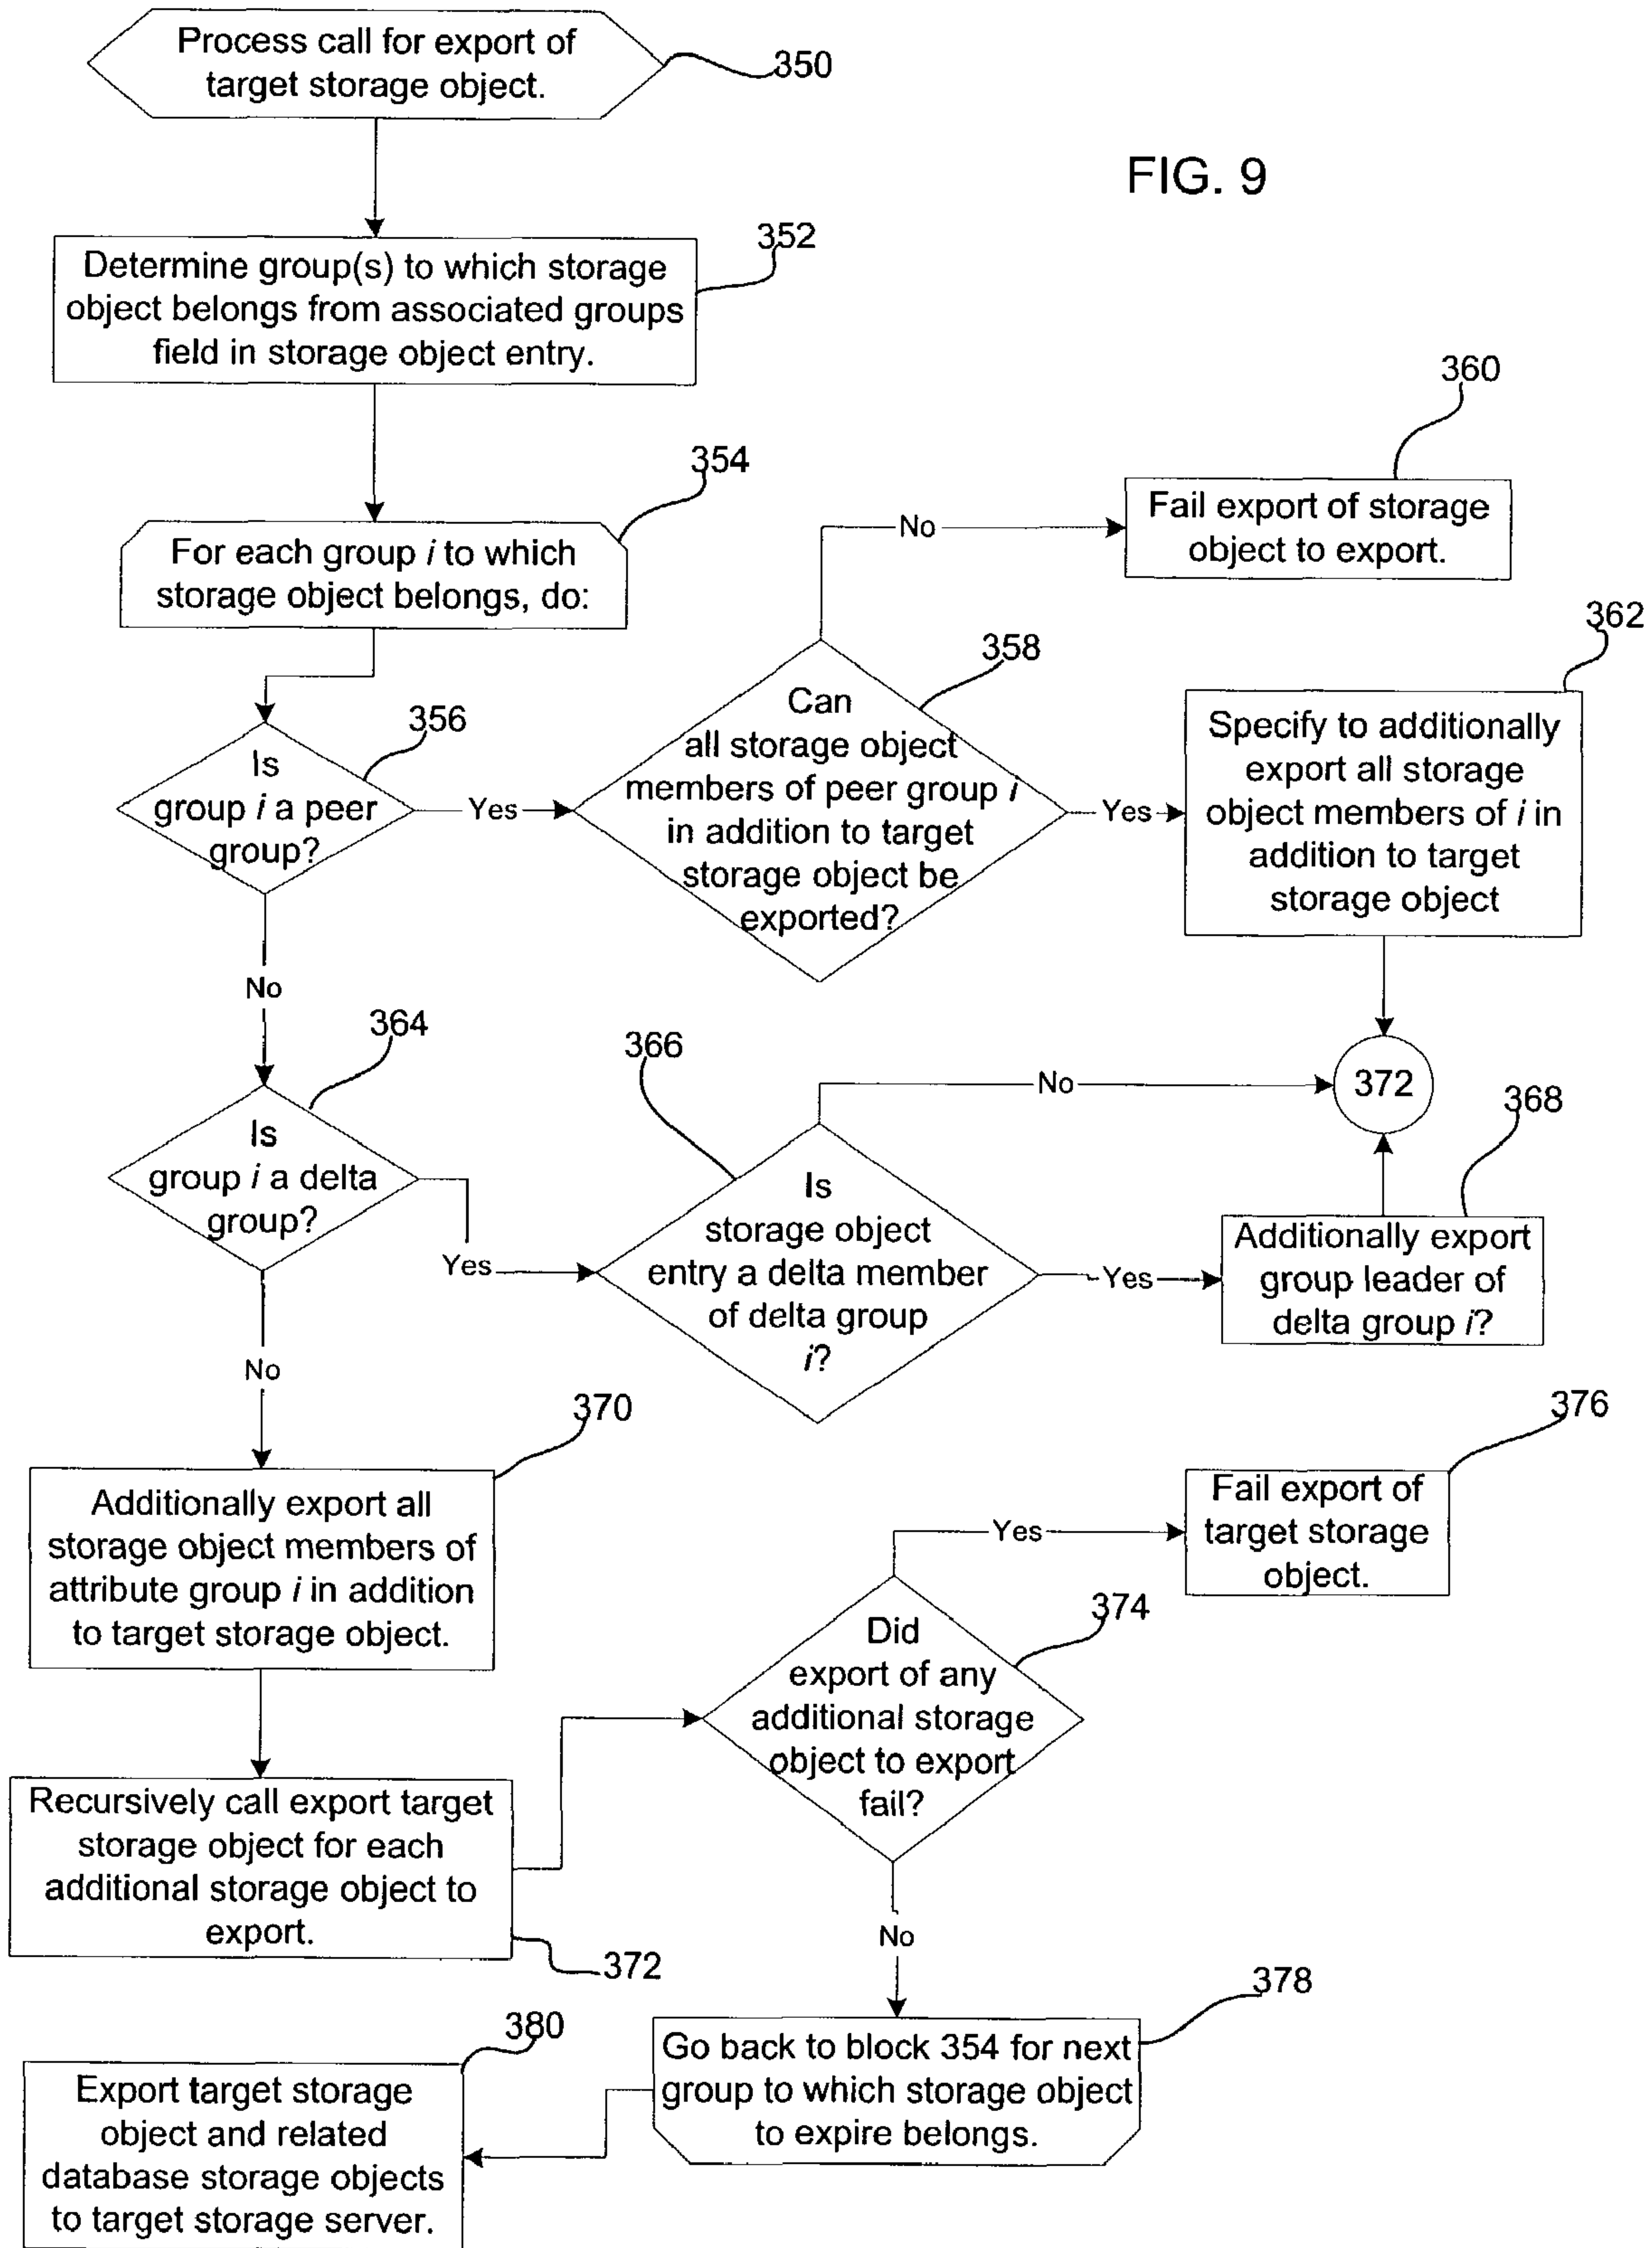 Process call for export of
target storage object.
350
FIG. 9
352
Determine group(s) to which storage
object belongs from associated groups
field in storage object entry.
354
For each group i to which
storage object belongs, do:
360
Fail export of storage
object to export.
No
356
Is
group i a peer
group?
Yes
358
Can
all storage object
members of peer group i
in addition to target
storage object be
exported?
Yes
362
Specify to additionally
export all storage
object members of i in
addition to target
storage object
No
364
Is
group i a delta
group?
Yes
366
Is
storage object
entry a delta member
of delta group
i?
No
372
Yes
368
Additionally export
group leader of
delta group i?
No
370
Additionally export all
storage object members of
attribute group i in addition
to target storage object.
376
Fail export of
target storage
object.
Yes
374
Did
export of any
additional storage
object to export
fail?
Recursively call export target
storage object for each
additional storage object to
export.
372
No
378
Go back to block 354 for next
group to which storage object
to expire belongs.
380
Export target storage
object and related
database storage objects
to target storage server.